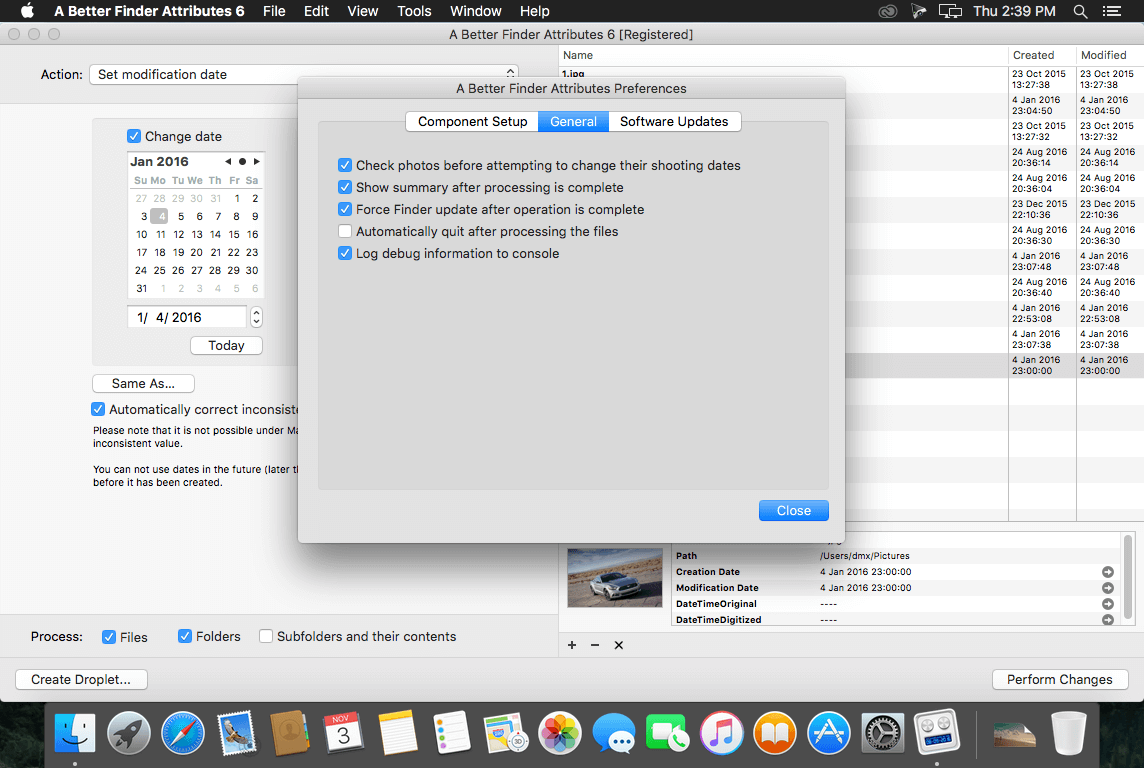 A Better Finder Attributes 6 File Edit View Tools Window Help Thu 2:39 PM
A Better Finder Attributes 6 [Registered]
Action: Set modification date
Change date
Jan 2016
Su Mo Tu We Th Fr Sa
27 28 29 30 31 1 2
3 4 5 6 7 8 9
10 11 12 13 14 15 16
17 18 19 20 21 22 23
24 25 26 27 28 29 30
31 1 2 3 4 5 6
1/ 4/ 2016
Today
Same As...
Automatically correct inconsiste
Please note that it is not possible under Ma
inconsistent value.
You can not use dates in the future (later t
before it has been created.
Process: Files Folders Subfolders and their contents
Create Droplet...
A Better Finder Attributes Preferences
Component Setup General Software Updates
Check photos before attempting to change their shooting dates
Show summary after processing is complete
Force Finder update after operation is complete
Automatically quit after processing the files
Log debug information to console
Close
Name Created Modified
1.jpg
23 Oct 2015 23 Oct 2015
13:27:38 13:27:38
4 Jan 2016 4 Jan 2016
23:04:50 23:04:50
23 Oct 2015 23 Oct 2015
13:27:32 13:27:32
24 Aug 2016 24 Aug 2016
20:36:14 20:36:14
24 Aug 2016 24 Aug 2016
20:36:04 20:36:04
23 Dec 2015 23 Dec 2015
22:10:36 22:10:36
24 Aug 2016 24 Aug 2016
20:36:30 20:36:30
4 Jan 2016 4 Jan 2016
23:07:48 23:07:48
24 Aug 2016 24 Aug 2016
20:36:40 20:36:40
4 Jan 2016 4 Jan 2016
22:53:08 22:53:08
4 Jan 2016 4 Jan 2016
23:07:38 23:07:38
4 Jan 2016 4 Jan 2016
23:00:00 23:00:00
Path /Users/dmx/Pictures
Creation Date 4 Jan 2016 23:00:00
Modification Date 4 Jan 2016 23:00:00
DateTimeOriginal ----
DateTimeDigitized ----
Perform Changes
NOV
3